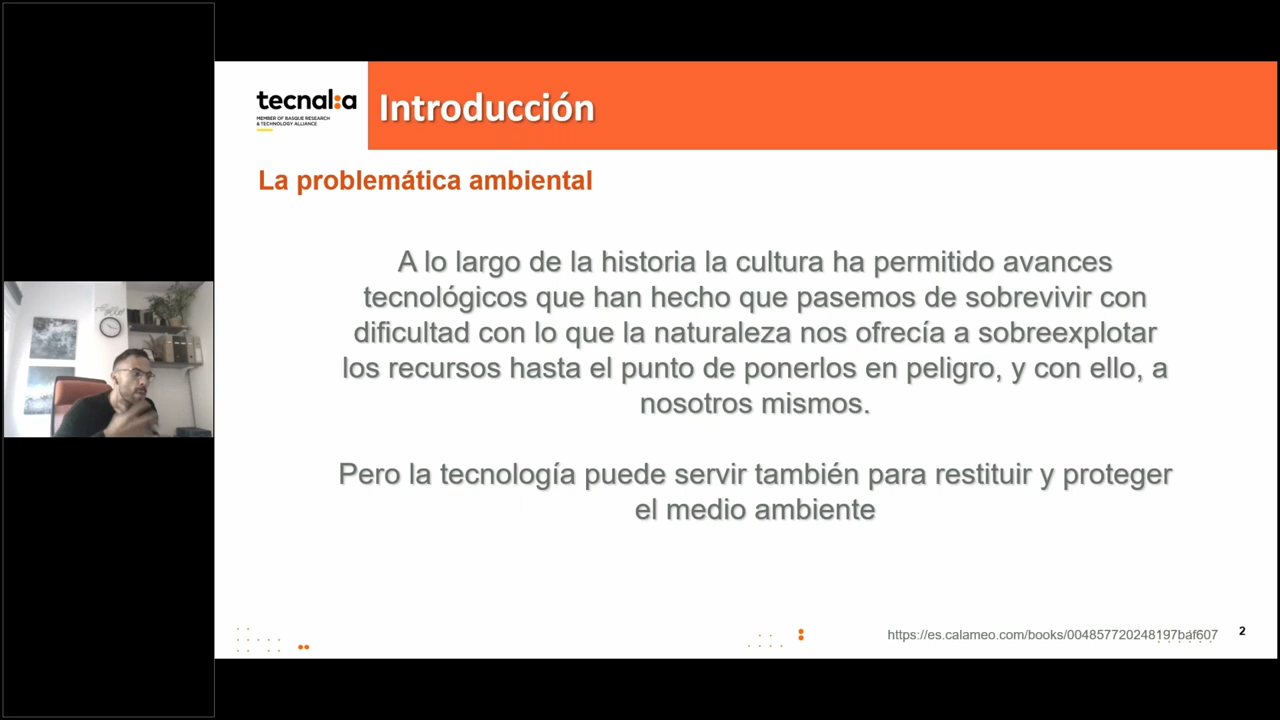 tecnal:a
MEMBER OF BASQUE RESEARCH
& TECHNOLOGY ALLIANCE
Introducción
La problemática ambiental
A lo largo de la historia la cultura ha permitido avances
tecnológicos que han hecho que pasemos de sobrevivir con
dificultad con lo que la naturaleza nos ofrecía a sobreexplotar
los recursos hasta el punto de ponerlos en peligro, y con ello, a
nosotros mismos.
Pero la tecnología puede servir también para restituir y proteger
el medio ambiente
https://es.calameo.com/books/004857720248197baf607
2